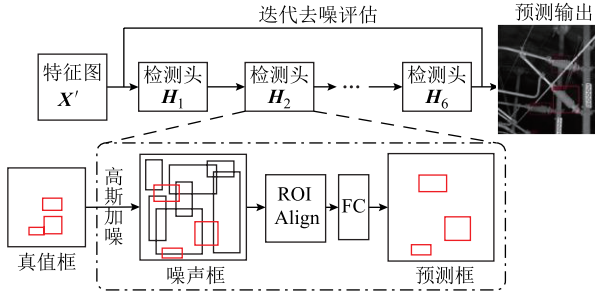 迭代去噪评估
预测输出
特征图
X′
检测头
H1
检测头
H2
···
检测头
H6
高斯加噪
ROI
Align
FC
真值框
噪声框
预测框